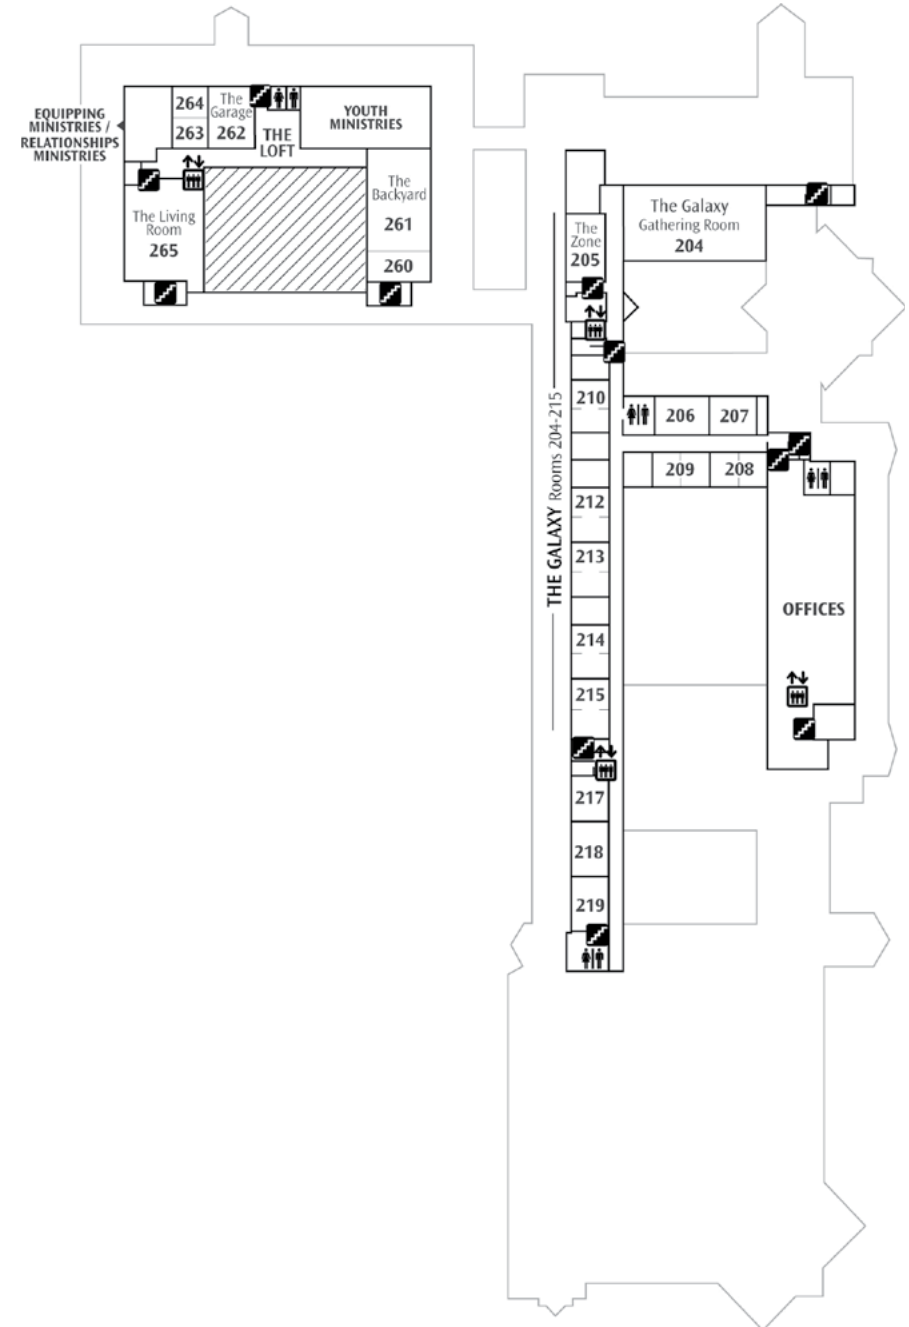 EQUIPPING
MINISTRIES /
RELATIONSHIPS
MINISTRIES
264
263
The
Garage
262
THE
LOFT
YOUTH
MINISTRIES
The
Backyard
261
260
The Living
Room
265
The
Zone
205
The Galaxy
Gathering Room
204
THE GALAXY Rooms 204-215
210
206
207
209
208
212
213
214
215
OFFICES
217
218
219